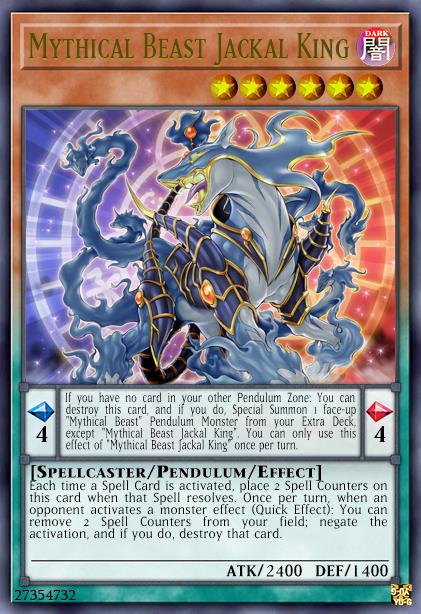 Mythical Beast Jackal King
DARK
闇
If you have no card in your other Pendulum Zone: You can
destroy this card, and if you do, Special Summon 1 face-up
"Mythical Beast" Pendulum Monster from your Extra Deck,
except "Mythical Beast Jackal King". You can only use this
effect of "Mythical Beast Jackal King" once per turn.
4
4
[Spellcaster/Pendulum/Effect]
Each time a Spell Card is activated, place 2 Spell Counters on
this card when that Spell resolves. Once per turn, when an
opponent activates a monster effect (Quick Effect): You can
remove 2 Spell Counters from your field; negate the
activation, and if you do, destroy that card.
ATK/2400 DEF/1400
27354732